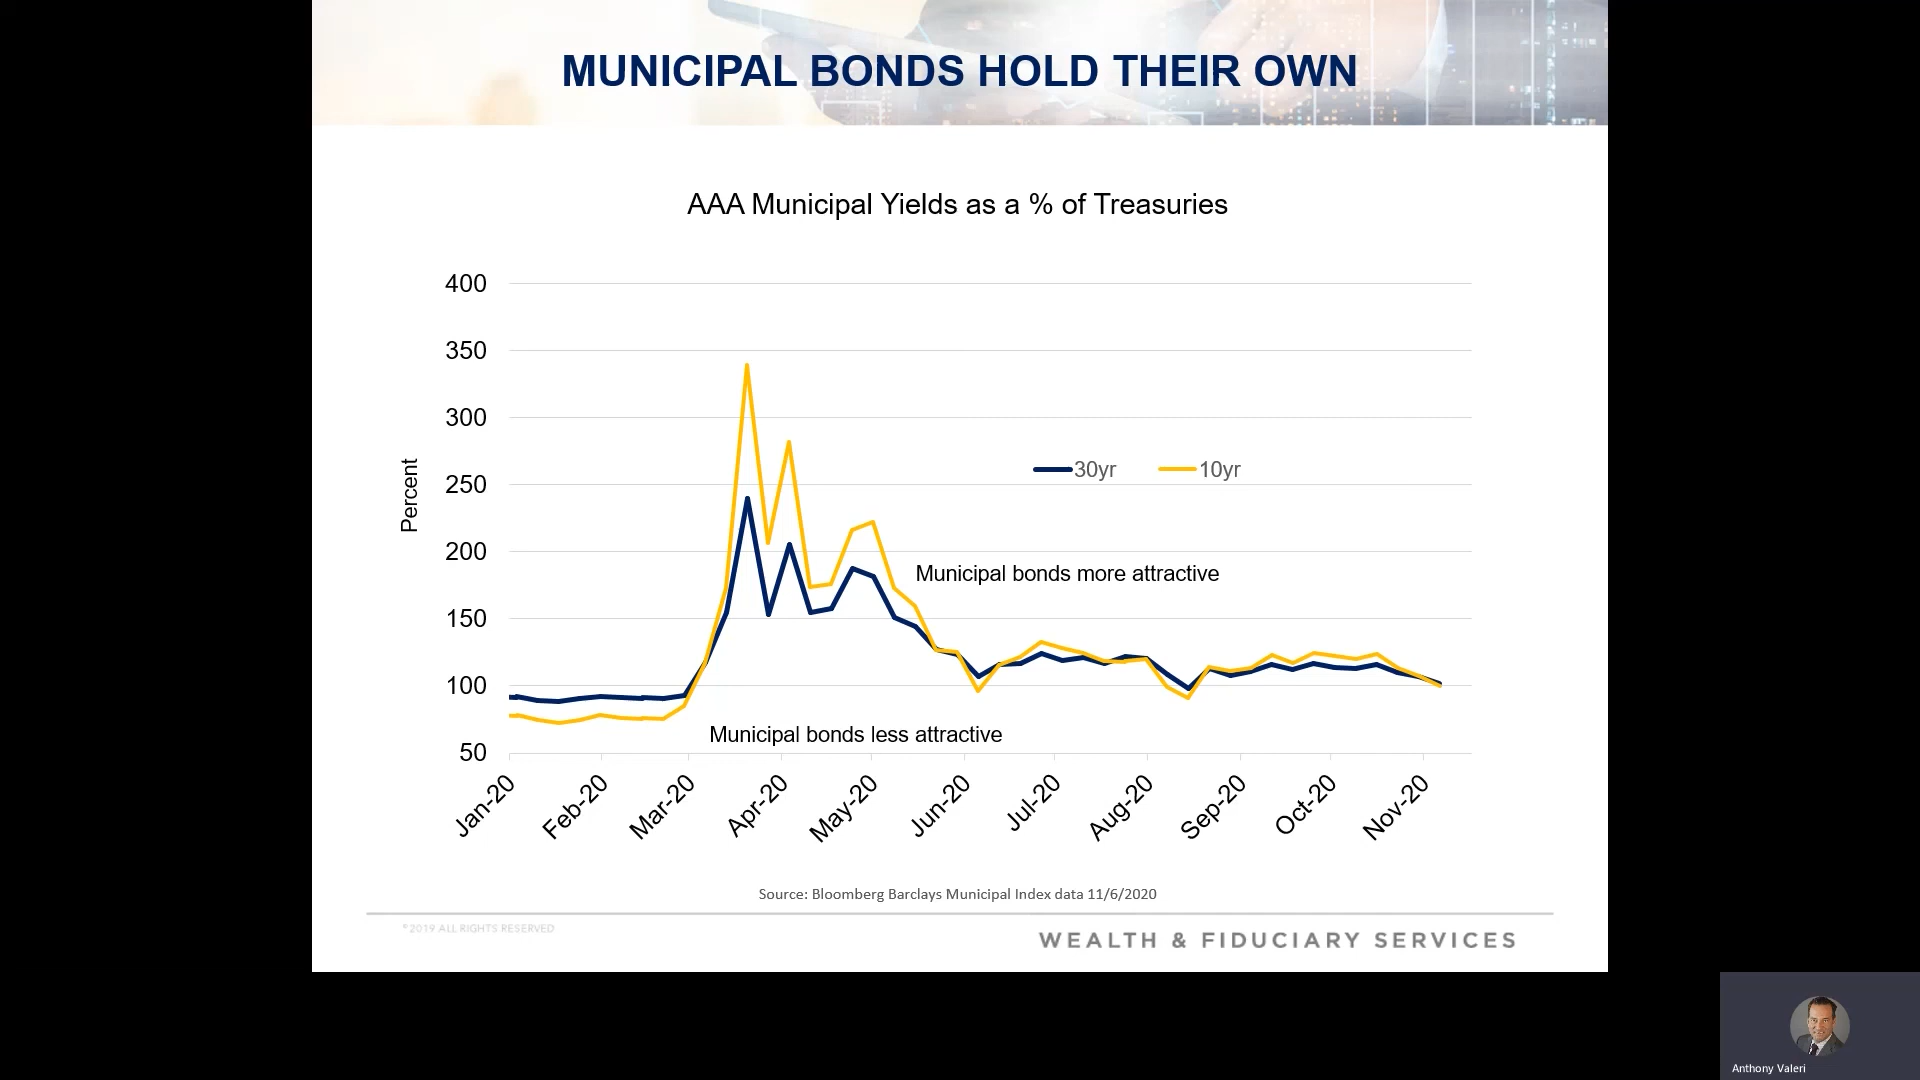 MUNICIPAL BONDS HOLD THEIR OWN
AAA Municipal Yields as a % of Treasuries
400
350
300
250
200
150
100
50
Percent
30yr
10yr
Municipal bonds more attractive
Municipal bonds less attractive
Jan-20
Feb-20
Mar-20
Apr-20
May-20
Jun-20
Jul-20
Aug-20
Sep-20
Oct-20
Nov-20
Source: Bloomberg Barclays Municipal Index data 11/6/2020
©2019 ALL RIGHTS RESERVED
WEALTH & FIDUCIARY SERVICES
Anthony Valeri